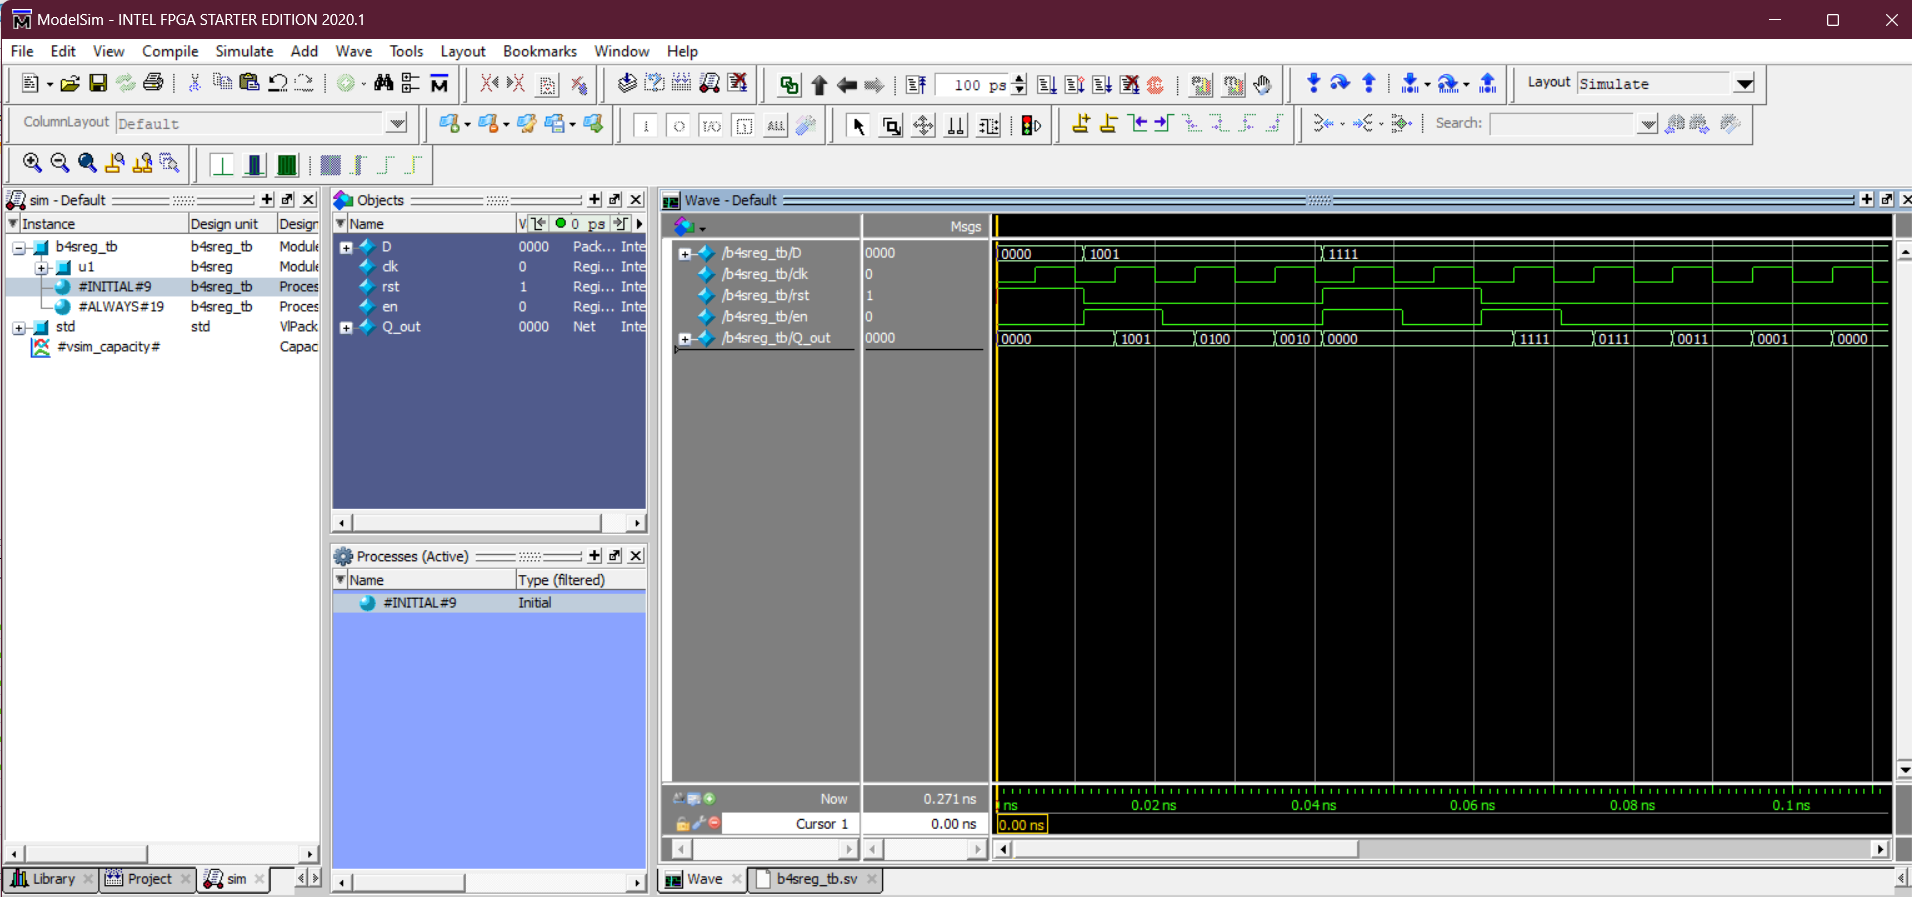 ModelSim - INTEL FPGA STARTER EDITION 2020.1
File Edit View Compile Simulate Add Wave Tools Layout Bookmarks Window Help
100 ps
Layout Simulate
ColumnLayout Default
ALL
Search:
sim - Default
Instance Design unit Design
b4sreg_tb b4sreg_tb Module
u1 b4sreg Module
#INITIAL#9 b4sreg_tb Proces
#ALWAYS#19 b4sreg_tb Proces
std std VlPack
#vsim_capacity# Capac
Library Project sim
Objects
Name V 0 ps
D 0000 Pack... Inte
clk 0 Regi... Inte
rst 1 Regi... Inte
en 0 Regi... Inte
Q_out 0000 Net Inte
Processes (Active)
Name Type (filtered)
#INITIAL#9 Initial
Wave - Default
Msgs
/b4sreg_tb/D 0000 0000 1001 1111
/b4sreg_tb/clk 0
/b4sreg_tb/rst 1
/b4sreg_tb/en 0
/b4sreg_tb/Q_out 0000 0000 1001 0100 0010 0000 1111 0111 0011 0001 0000
Now 0.271 ns ns 0.02 ns 0.04 ns 0.06 ns 0.08 ns 0.1 ns
Cursor 1 0.00 ns 0.00 ns
Wave b4sreg_tb.sv